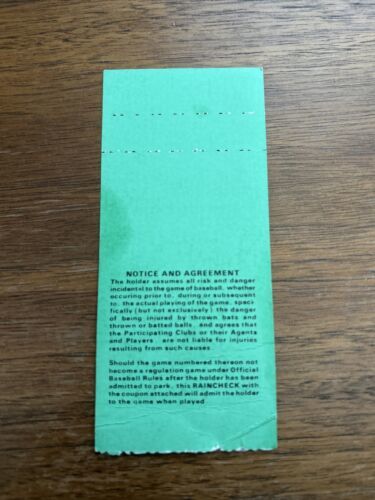 NOTICE AND AGREEMENT
The holder assumes all risk and danger
incidental to the game of baseball, whether
occuring prior to, during or subsequent
to, the actual playing of the game, speci-
fically (but not exclusively) the danger
of being injured by thrown bats and
thrown or batted balls, and agrees that
the Participating Clubs or their Agents
and Players, are not liable for injuries
resulting from such causes.
Should the game numbered thereon not
become a regulation game under Official
Baseball Rules after the holder has been
admitted to park, this RAINCHECK with
the coupon attached will admit the holder
to the game when played